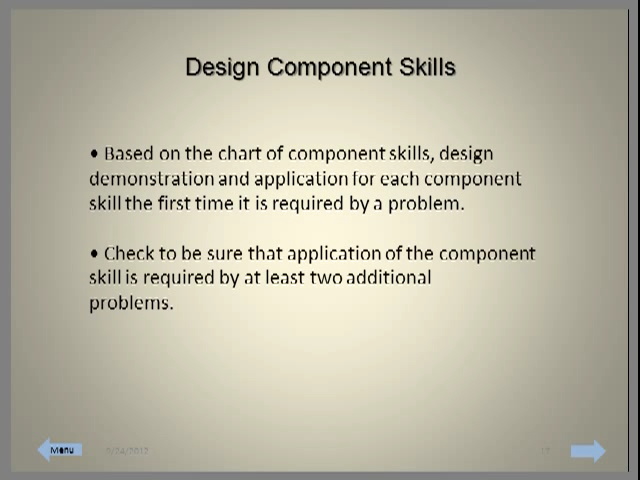 Design Component Skills
• Based on the chart of component skills, design
demonstration and application for each component
skill the first time it is required by a problem.
• Check to be sure that application of the component
skill is required by at least two additional
problems.
Menu